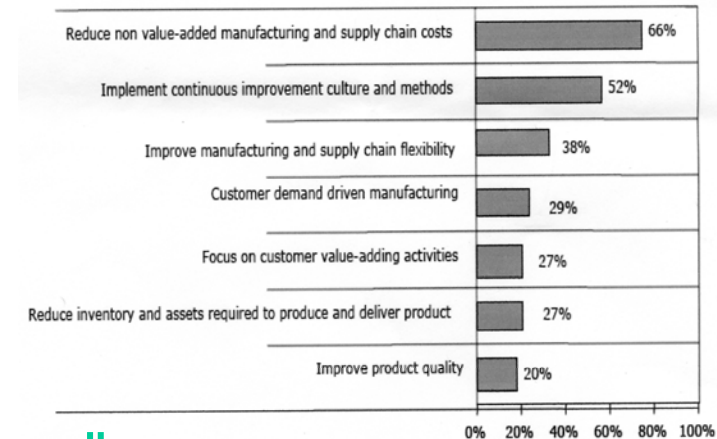 Reduce non value-added manufacturing and supply chain costs 66%
Implement continuous improvement culture and methods 52%
Improve manufacturing and supply chain flexibility 38%
Customer demand driven manufacturing 29%
Focus on customer value-adding activities 27%
Reduce inventory and assets required to produce and deliver product 27%
Improve product quality 20%
0% 20% 40% 60% 80% 100%